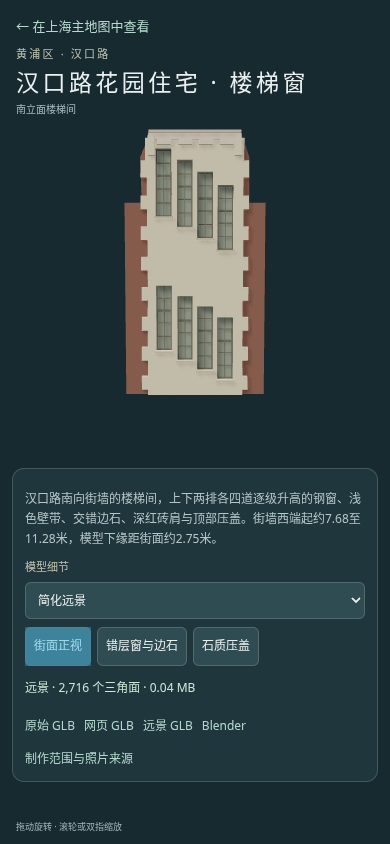 ← 在上海主地图中查看
黄浦区 · 汉口路
汉口路花园住宅 · 楼梯窗
南立面楼梯间
汉口路南向街墙的楼梯间，上下两排各四道逐级升高的钢窗、浅
色壁带、交错边石、深红砖肩与顶部压盖。街墙西端起约7.68至
11.28米，模型下缘距街面约2.75米。
模型细节
简化远景
街面正视 错层窗与边石 石质压盖
远景 · 2,716 个三角面 · 0.04 MB
原始 GLB 网页 GLB 远景 GLB Blender
制作范围与照片来源
拖动旋转 · 滚轮或双指缩放